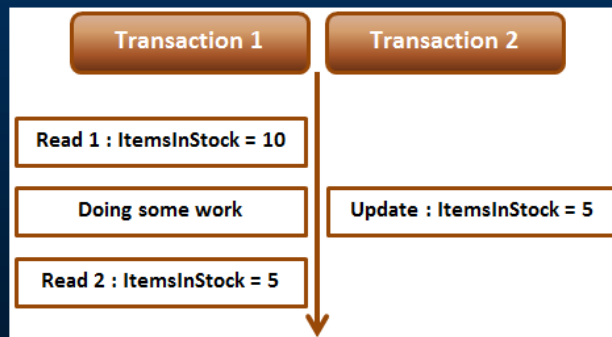 Transaction 1
Transaction 2
Read 1 : ItemsInStock = 10
Doing some work
Update : ItemsInStock = 5
Read 2 : ItemsInStock = 5